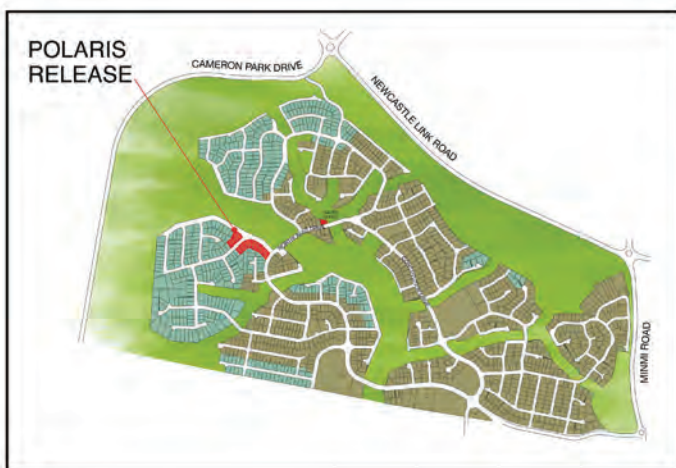 POLARIS
RELEASE
CAMERON PARK DRIVE
NEWCASTLE LINK ROAD
MINMI ROAD